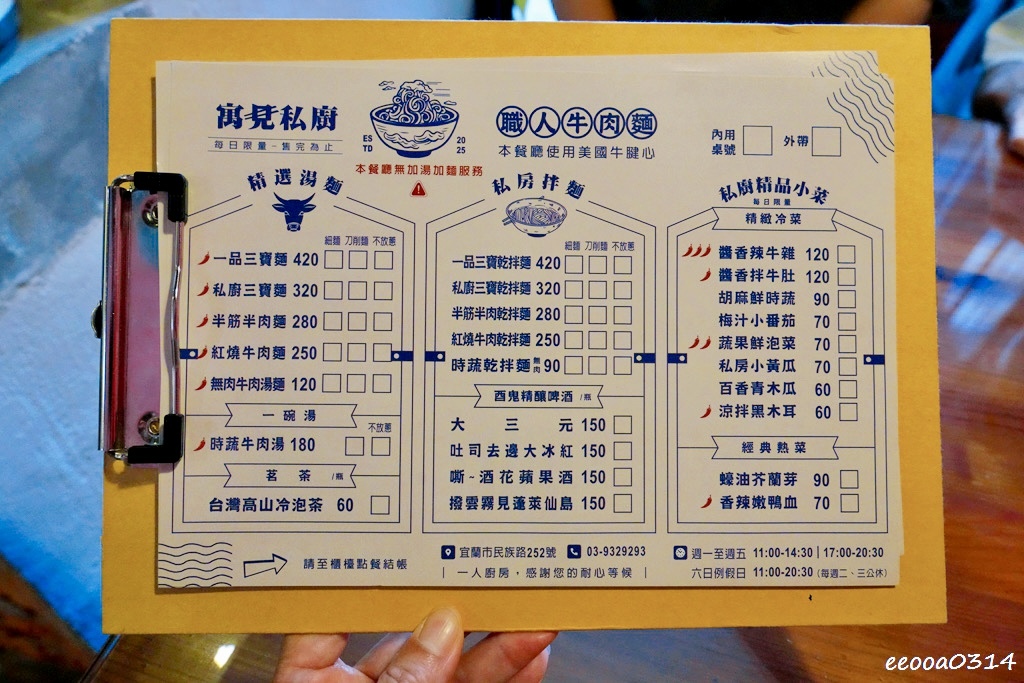 寓見私廚
每日限量-售完為止
ES TD 2025
本餐廳無加湯加麵服務
職人牛肉麵
本餐廳使用美國牛腱心
內用桌號 外帶
精選湯麵
細麵 刀削麵 不放蔥
一品三寶麵 420
私廚三寶麵 320
半筋半肉麵 280
紅燒牛肉麵 250
無肉牛肉湯麵 120
一碗湯
不放蔥
時蔬牛肉湯 180
茗茶/瓶
台灣高山冷泡茶 60
私房拌麵
細麵 刀削麵 不放蔥
一品三寶乾拌麵 420
私廚三寶乾拌麵 320
半筋半肉乾拌麵 280
紅燒牛肉乾拌麵 250
時蔬乾拌麵 無肉 90
酉鬼精釀啤酒/瓶
大三元 150
吐司去邊大冰紅 150
嘶~酒花蘋果酒 150
撥雲霧見蓬萊仙島 150
私廚精品小菜
每日限量
精緻冷菜
醬香辣牛雜 120
醬香拌牛肚 120
胡麻鮮時蔬 90
梅汁小番茄 70
蔬果鮮泡菜 70
私房小黃瓜 70
百香青木瓜 60
涼拌黑木耳 60
經典熱菜
蠔油芥蘭芽 90
香辣嫩鴨血 70
請至櫃檯點餐結帳
宜蘭市民族路252號 03-9329293
| 一人廚房，感謝您的耐心等候 |
週一至週五 11:00-14:30 | 17:00-20:30
六日例假日 11:00-20:30 (每週二、三公休)
eeooa0314